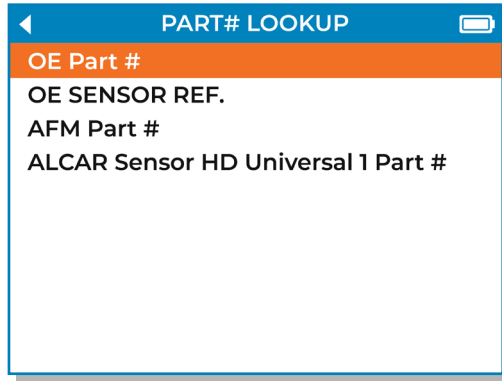 PART# LOOKUP
OE Part #
OE SENSOR REF.
AFM Part #
ALCAR Sensor HD Universal 1 Part #